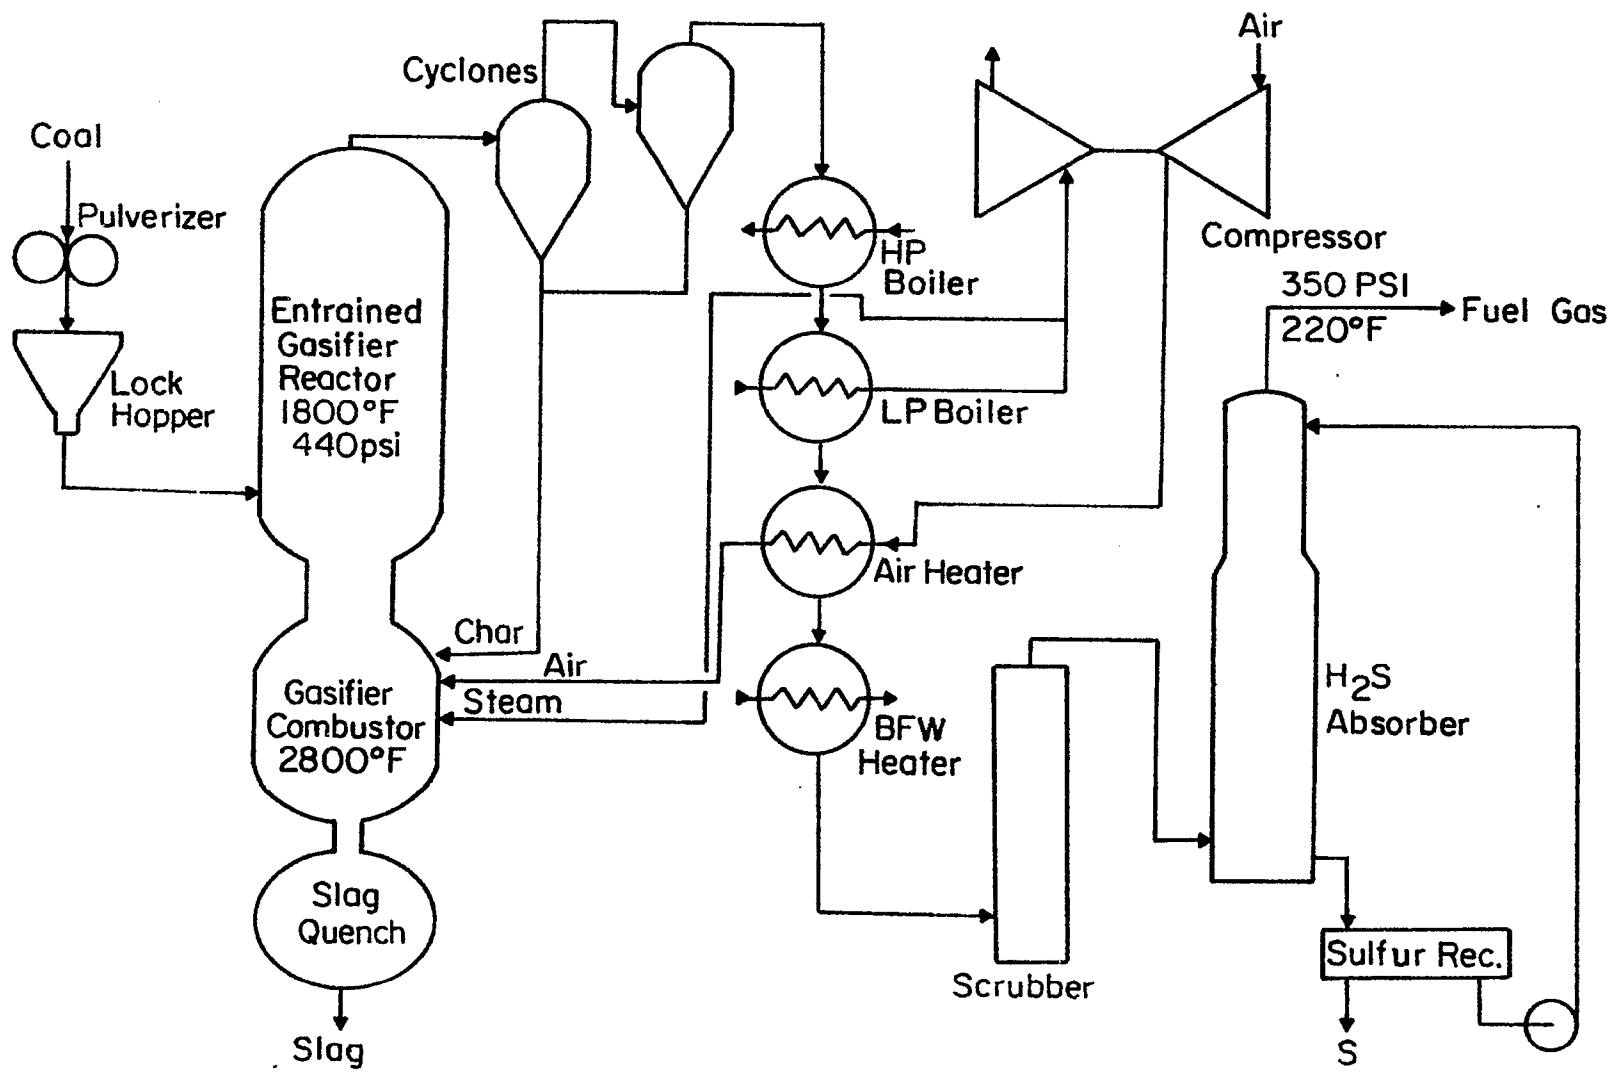 Air
Cyclones
Coal
Pulverizer
Compressor
HP
Boiler
350 PSI
220°F
Fuel Gas
Entrained
Gasifier
Reactor
1800°F
440psi
Lock
Hopper
LP Boiler
Air Heater
Char
Air
Steam
Gasifier
Combustor
2800°F
BFW
Heater
H2S
Absorber
Slag
Quench
Scrubber
Sulfur Rec.
Slag
S